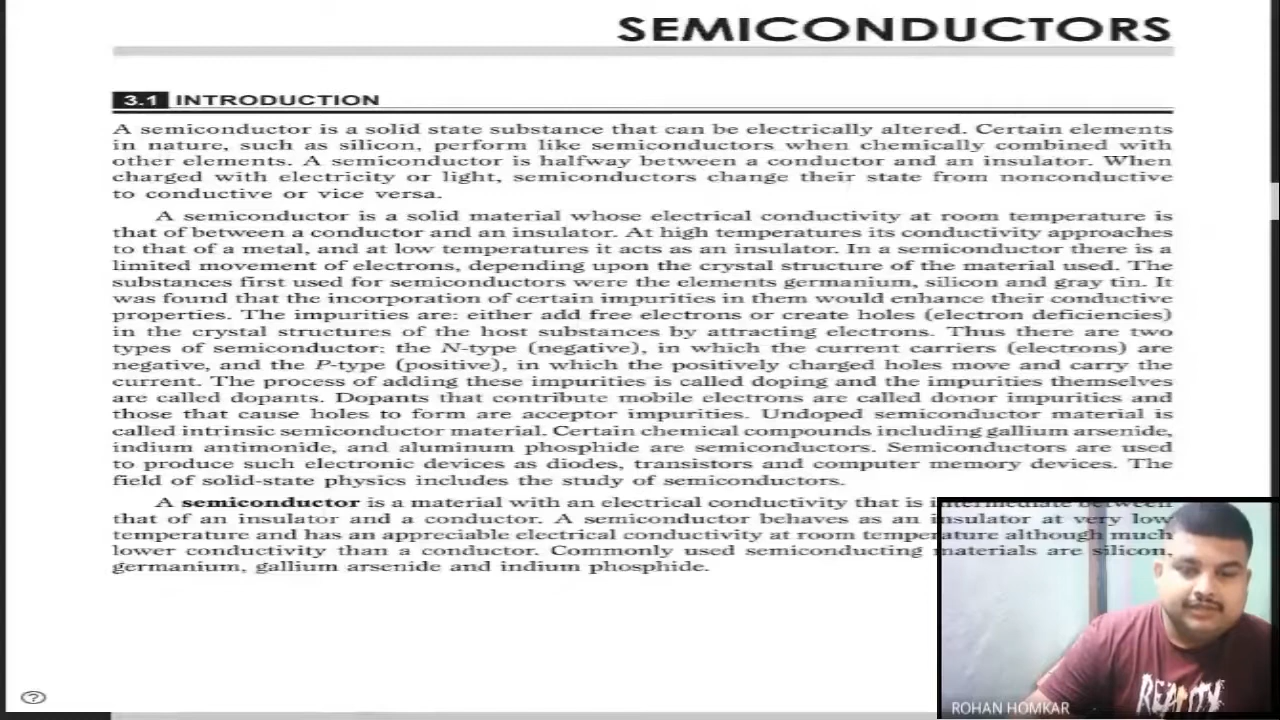 SEMICONDUCTORS
3.1 INTRODUCTION
A semiconductor is a solid state substance that can be electrically altered. Certain elements
in nature, such as silicon, perform like semiconductors when chemically combined with
other elements. A semiconductor is halfway between a conductor and an insulator. When
charged with electricity or light, semiconductors change their state from nonconductive
to conductive or vice versa.
A semiconductor is a solid material whose electrical conductivity at room temperature is
that of between a conductor and an insulator. At high temperatures its conductivity approaches
to that of a metal, and at low temperatures it acts as an insulator. In a semiconductor there is a
limited movement of electrons, depending upon the crystal structure of the material used. The
substances first used for semiconductors were the elements germanium, silicon and gray tin. It
was found that the incorporation of certain impurities in them would enhance their conductive
properties. The impurities are: either add free electrons or create holes (electron deficiencies)
in the crystal structures of the host substances by attracting electrons. Thus there are two
types of semiconductor: the N-type (negative), in which the current carriers (electrons) are
negative, and the P-type (positive), in which the positively charged holes move and carry the
current. The process of adding these impurities is called doping and the impurities themselves
are called dopants. Dopants that contribute mobile electrons are called donor impurities and
those that cause holes to form are acceptor impurities. Undoped semiconductor material is
called intrinsic semiconductor material. Certain chemical compounds including gallium arsenide,
indium antimonide, and aluminum phosphide are semiconductors. Semiconductors are used
to produce such electronic devices as diodes, transistors and computer memory devices. The
field of solid-state physics includes the study of semiconductors.
A semiconductor is a material with an electrical conductivity that is intermediate between
that of an insulator and a conductor. A semiconductor behaves as an insulator at very low
temperature and has an appreciable electrical conductivity at room temperature although much
lower conductivity than a conductor. Commonly used semiconducting materials are silicon,
germanium, gallium arsenide and indium phosphide.
?
REALITY
ROHAN HOMKAR